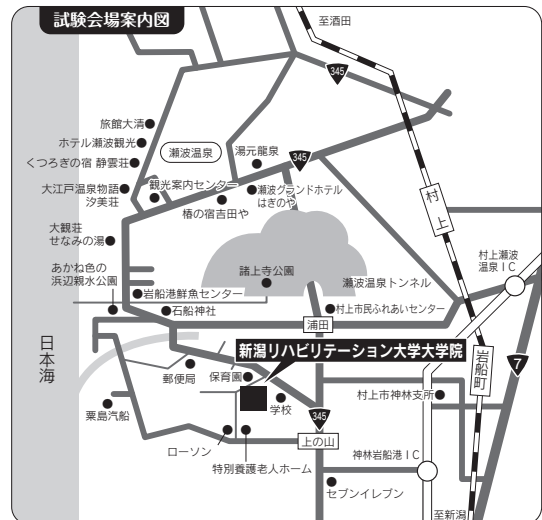 試験会場案内図
至酒田
345
旅館大清
ホテル瀬波観光
くつろぎの宿 静雲荘
瀬波温泉
湯元龍泉
345
大江戸温泉物語
汐美荘
観光案内センター
瀬波グランドホテル
はぎのや
椿の宿吉田や
村上
大観荘
せなみの湯
村上瀬波
温泉IC
あかね色の
浜辺親水公園
諸上寺公園
瀬波温泉トンネル
岩船港鮮魚センター
石船神社
村上市民ふれあいセンター
浦田
日本海
新潟リハビリテーション大学大学院
岩船町
7
郵便局
保育園
学校
村上市神林支所
粟島汽船
345
上の山
ローソン
特別養護老人ホーム
神林岩船港IC
セブンイレブン
至新潟